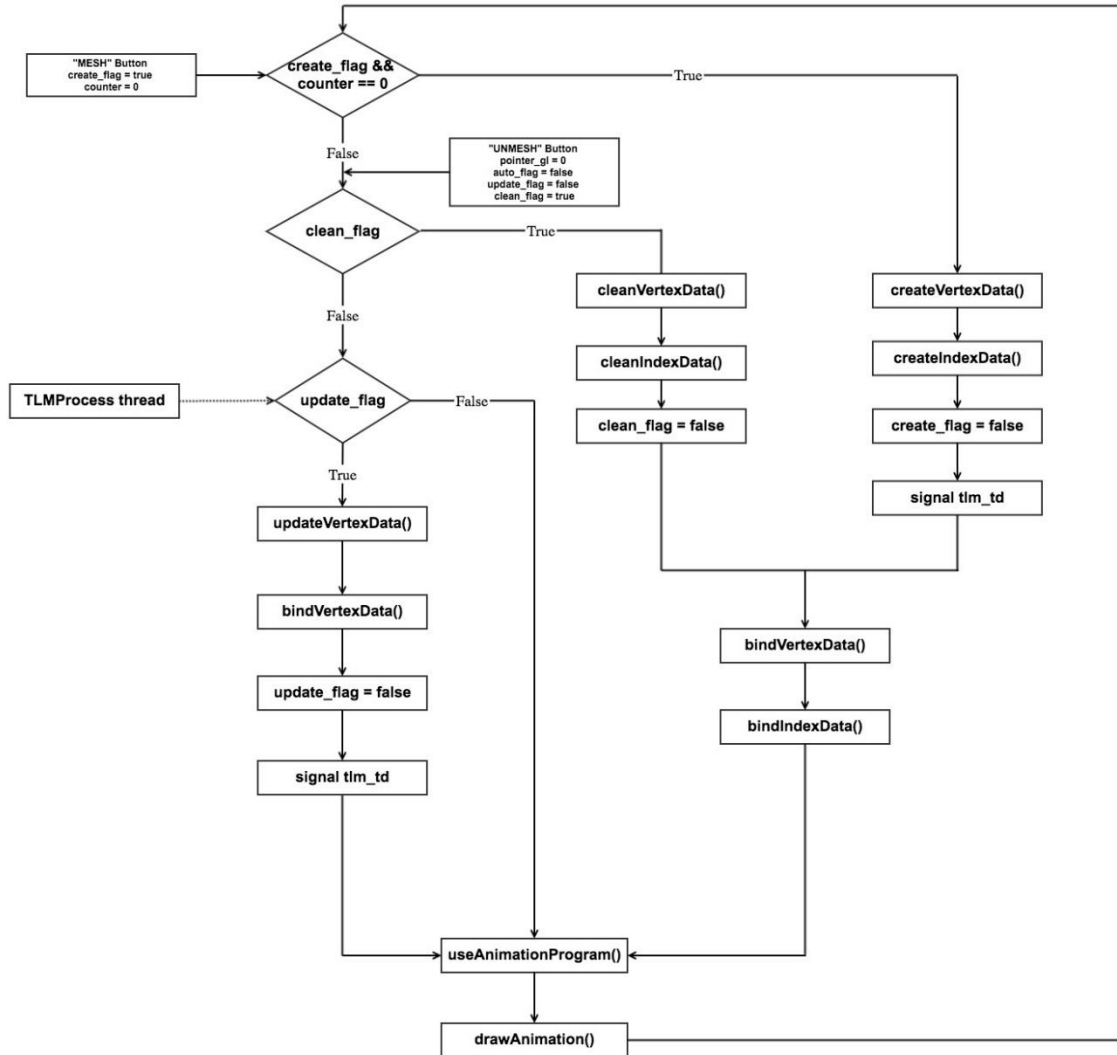 "MESH" Button
create_flag = true
counter = 0
create_flag &&
counter == 0
True
False
"UNMESH" Button
pointer_gl = 0
auto_flag = false
update_flag = false
clean_flag = true
clean_flag
True
cleanVertexData()
createVertexData()
False
cleanIndexData()
createIndexData()
TLMProcess thread
update_flag
False
clean_flag = false
create_flag = false
True
signal tlm_td
updateVertexData()
bindVertexData()
bindVertexData()
update_flag = false
bindIndexData()
signal tlm_td
useAnimationProgram()
drawAnimation()